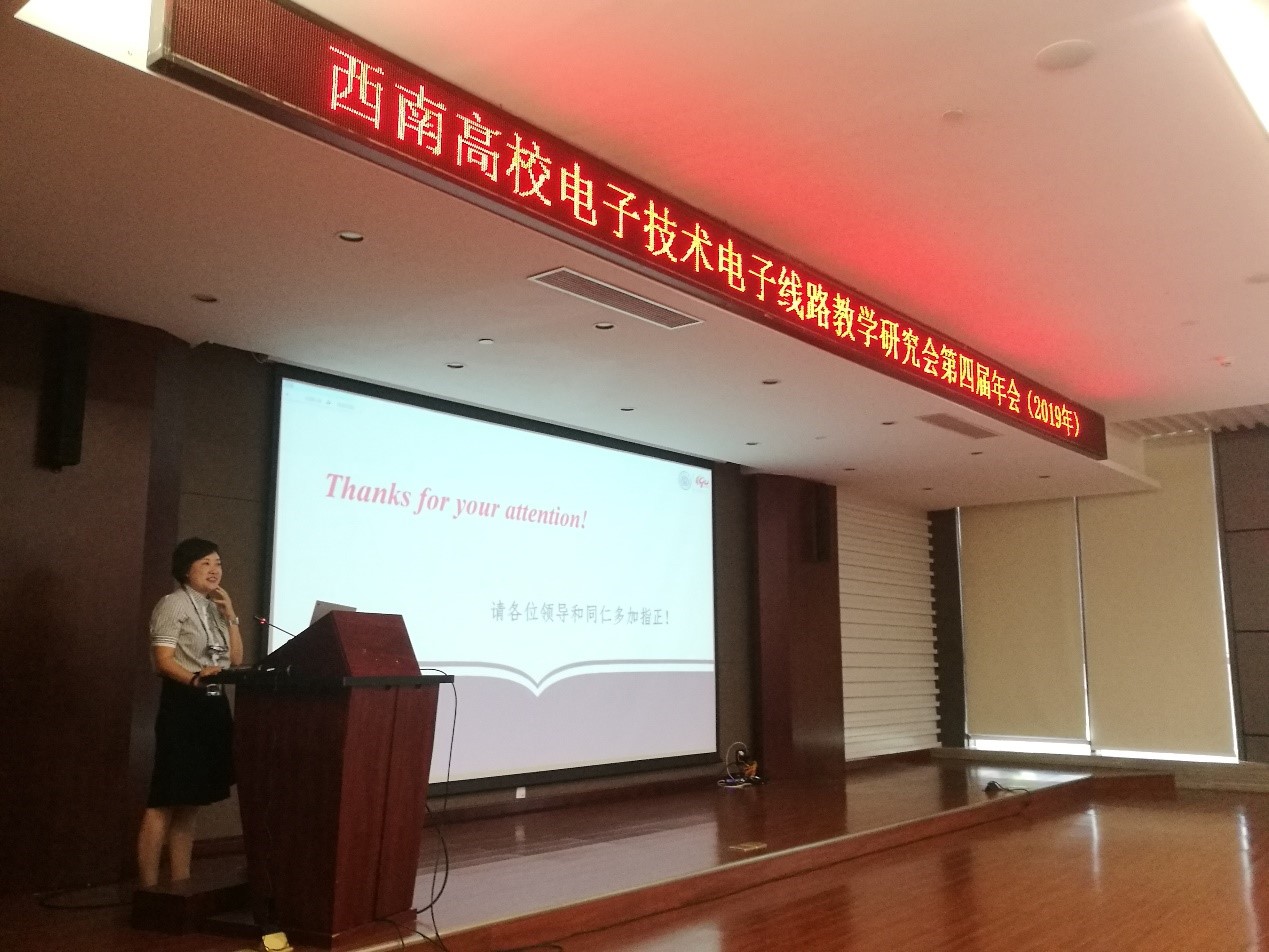 西南高校电子技术电子线路教学研究会第四届年会（2019年）
Thanks for your attention!
请各位领导和同仁多加指正！